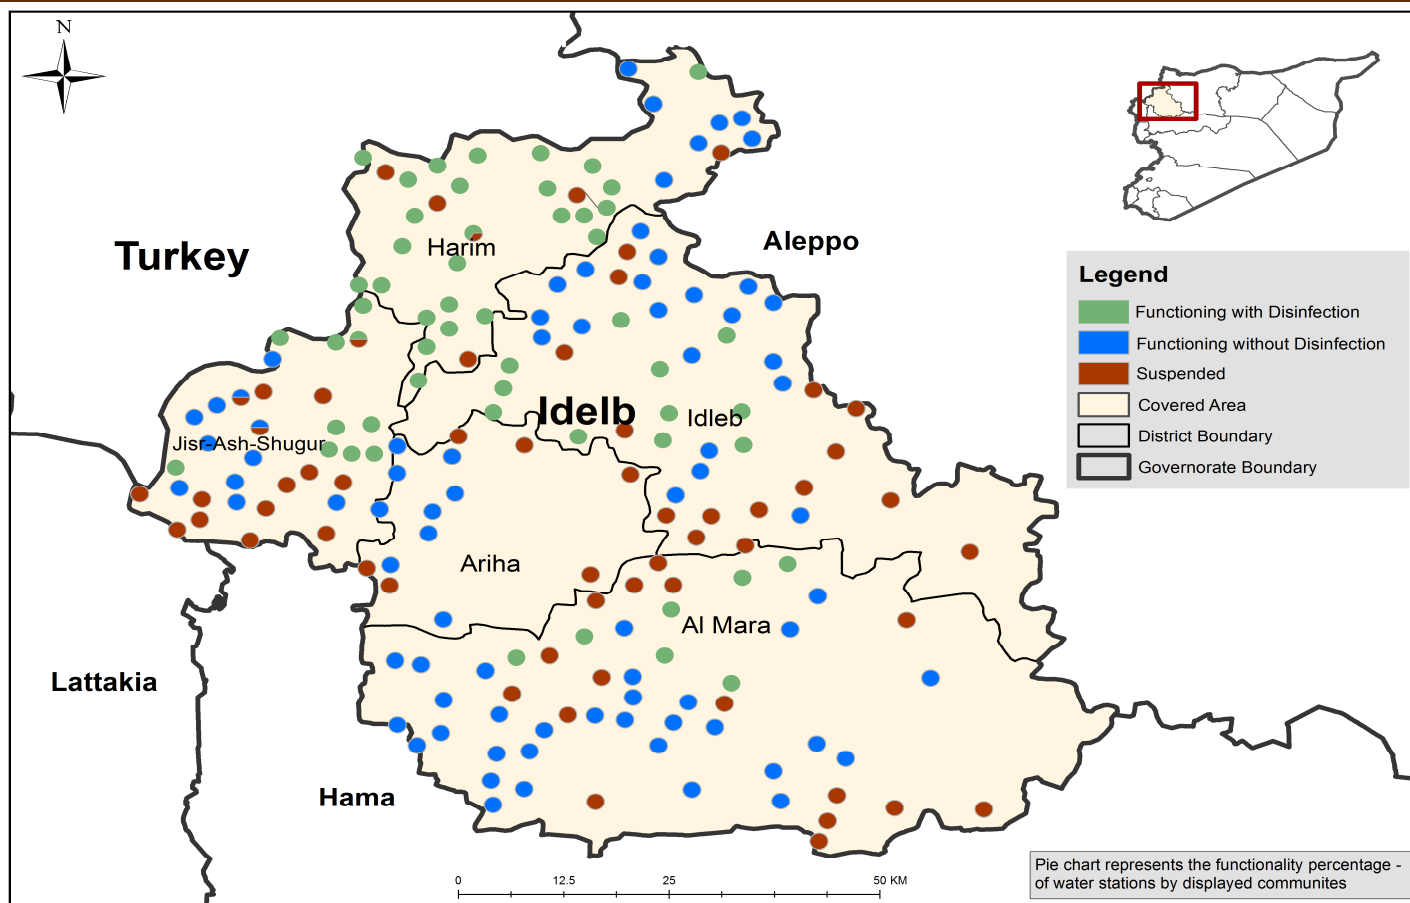 N
Turkey
Aleppo
Harim
Legend
Functioning with Disinfection
Functioning without Disinfection
Suspended
Covered Area
District Boundary
Governorate Boundary
Idelb
Idleb
Jisr-Ash-Shugur
Ariha
Al Mara
Lattakia
Hama
0 12.5 25 50 KM
Pie chart represents the functionality percentage -
of water stations by displayed communites